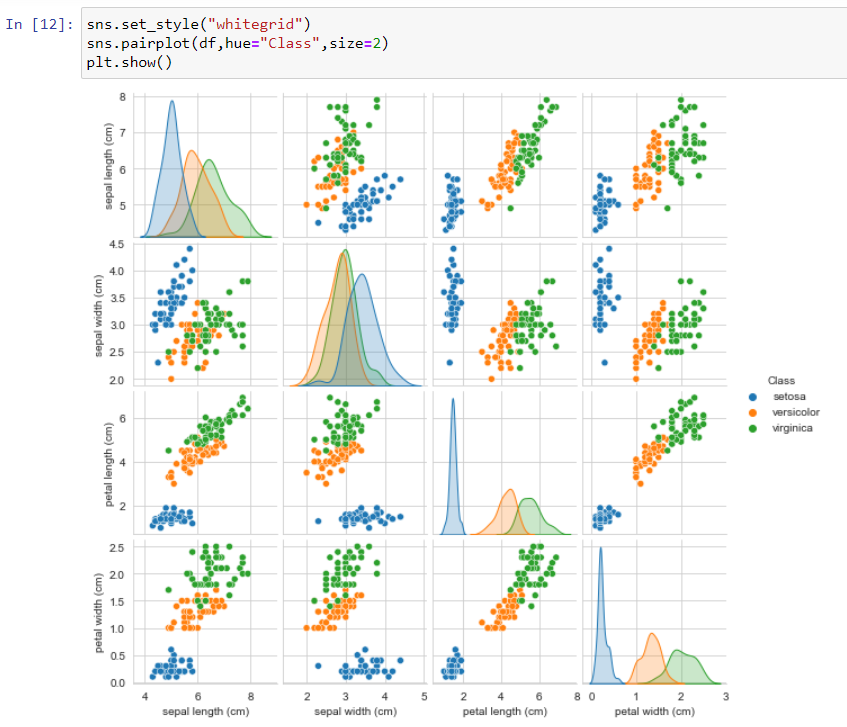 In [12]:
sns.set_style("whitegrid")
sns.pairplot(df,hue="Class",size=2)
plt.show()
8
7
6
5
sepal length (cm)
4.5
4.0
3.5
3.0
2.5
2.0
sepal width (cm)
Class
setosa
versicolor
virginica
6
4
2
petal length (cm)
2.5
2.0
1.5
1.0
0.5
0.0
petal width (cm)
4 6 8
2 3 4 5
2 4 6 8
0 1 2 3
sepal length (cm)
sepal width (cm)
petal length (cm)
petal width (cm)